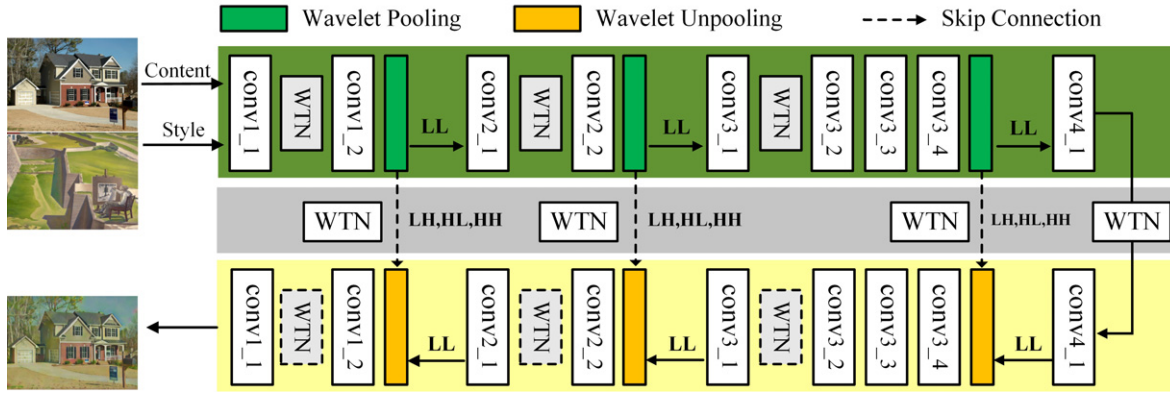 Wavelet Pooling
Wavelet Unpooling
Skip Connection
Content
Style
conv1_1
WTN
conv1_2
LL
conv2_1
WTN
conv2_2
LL
conv3_1
WTN
conv3_2
conv3_3
conv3_4
LL
conv4_1
WTN
LH,HL,HH
WTN
LH,HL,HH
WTN
LH,HL,HH
WTN
conv1_1
WTN
conv1_2
LL
conv2_1
WTN
conv2_2
LL
conv3_1
WTN
conv3_2
conv3_3
conv3_4
LL
conv4_1